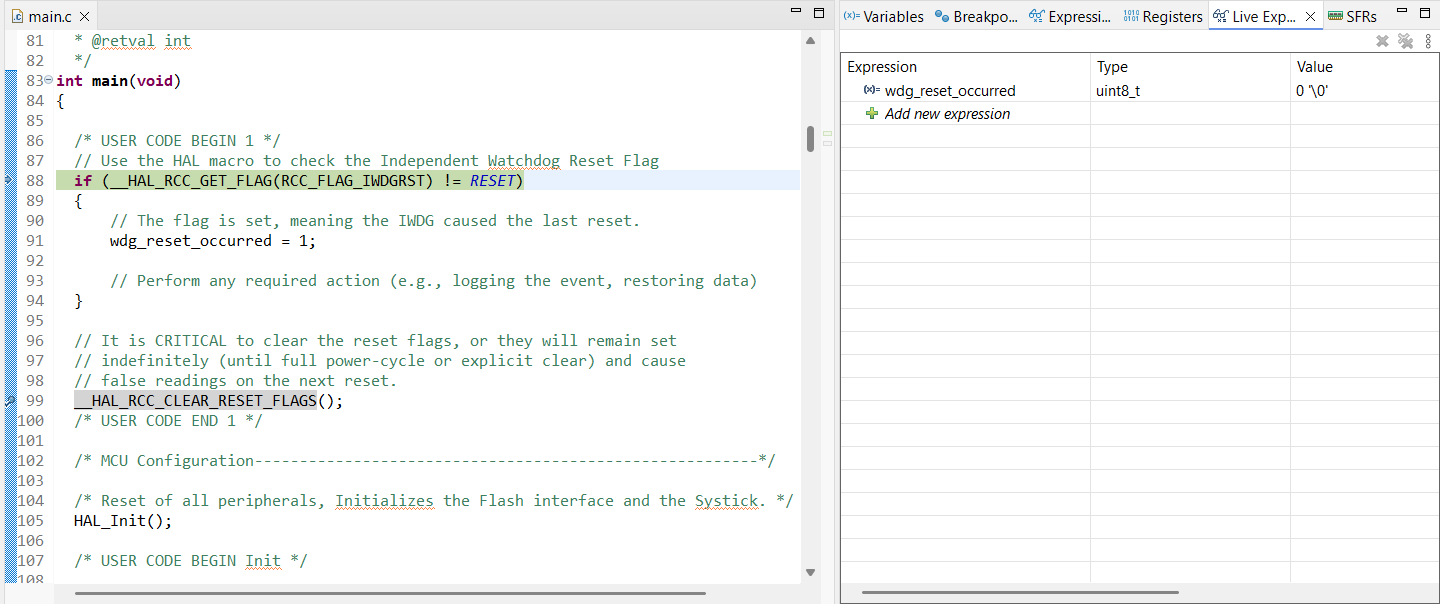 main.c
81 * @retval int
82 */
83 int main(void)
84 {
85
86 /* USER CODE BEGIN 1 */
87 // Use the HAL macro to check the Independent Watchdog Reset Flag
88 if (__HAL_RCC_GET_FLAG(RCC_FLAG_IWDGRST) != RESET)
89 {
90 // The flag is set, meaning the IWDG caused the last reset.
91 wdg_reset_occurred = 1;
92
93 // Perform any required action (e.g., logging the event, restoring data)
94 }
95
96 // It is CRITICAL to clear the reset flags, or they will remain set
97 // indefinitely (until full power-cycle or explicit clear) and cause
98 // false readings on the next reset.
99 __HAL_RCC_CLEAR_RESET_FLAGS();
100 /* USER CODE END 1 */
101
102 /* MCU Configuration--------------------------------------------------------*/
103
104 /* Reset of all peripherals, Initializes the Flash interface and the Systick. */
105 HAL_Init();
106
107 /* USER CODE BEGIN Init */
108
(x)= Variables Breakpo... Expressi... 1010 0101 Registers Live Exp... SFRs
Expression Type Value
(x)= wdg_reset_occurred uint8_t 0 '\0'
Add new expression